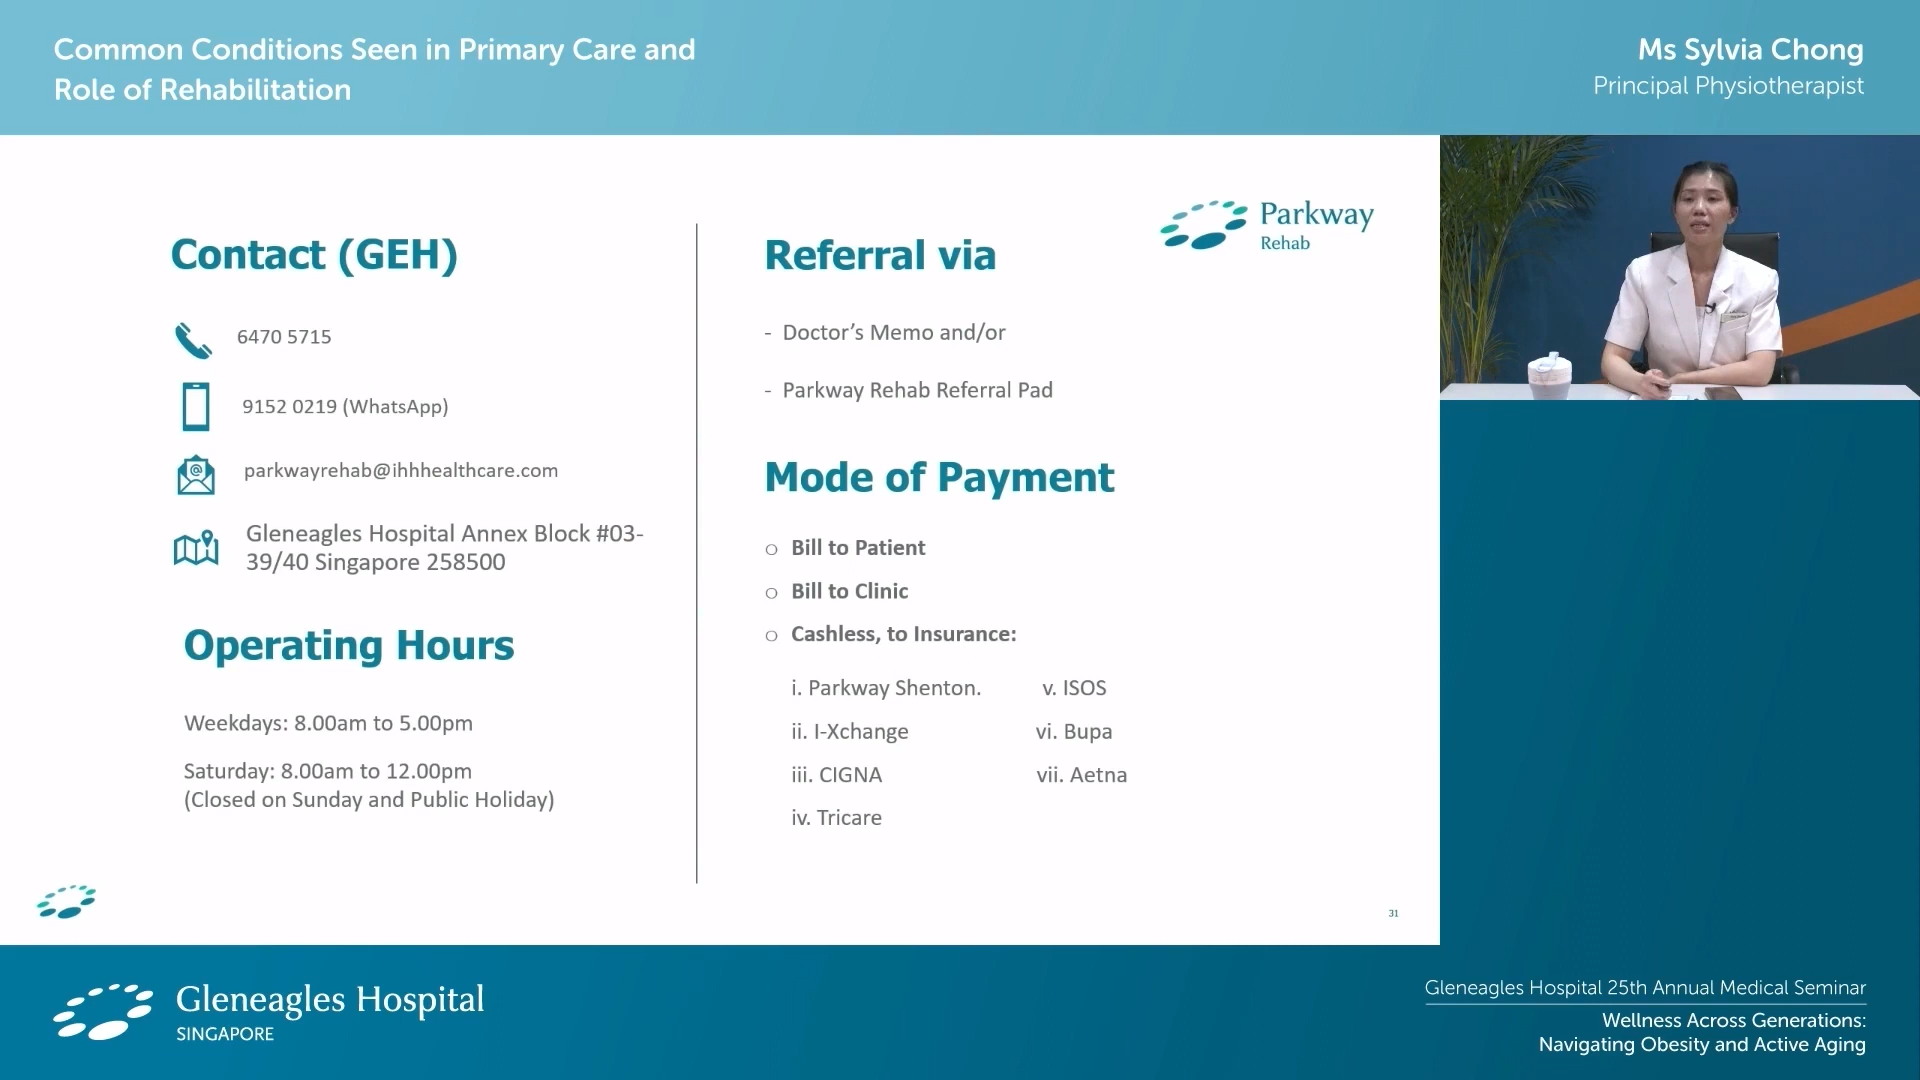 Common Conditions Seen in Primary Care and
Role of Rehabilitation
Ms Sylvia Chong
Principal Physiotherapist
Parkway
Rehab
Contact (GEH)
6470 5715
9152 0219 (WhatsApp)
parkwayrehab@ihhhealthcare.com
Gleneagles Hospital Annex Block #03-
39/40 Singapore 258500
Operating Hours
Weekdays: 8.00am to 5.00pm
Saturday: 8.00am to 12.00pm
(Closed on Sunday and Public Holiday)
Referral via
- Doctor’s Memo and/or
- Parkway Rehab Referral Pad
Mode of Payment
o Bill to Patient
o Bill to Clinic
o Cashless, to Insurance:
i. Parkway Shenton.
ii. I-Xchange
iii. CIGNA
iv. Tricare
v. ISOS
vi. Bupa
vii. Aetna
31
Gleneagles Hospital
SINGAPORE
Gleneagles Hospital 25th Annual Medical Seminar
Wellness Across Generations:
Navigating Obesity and Active Aging